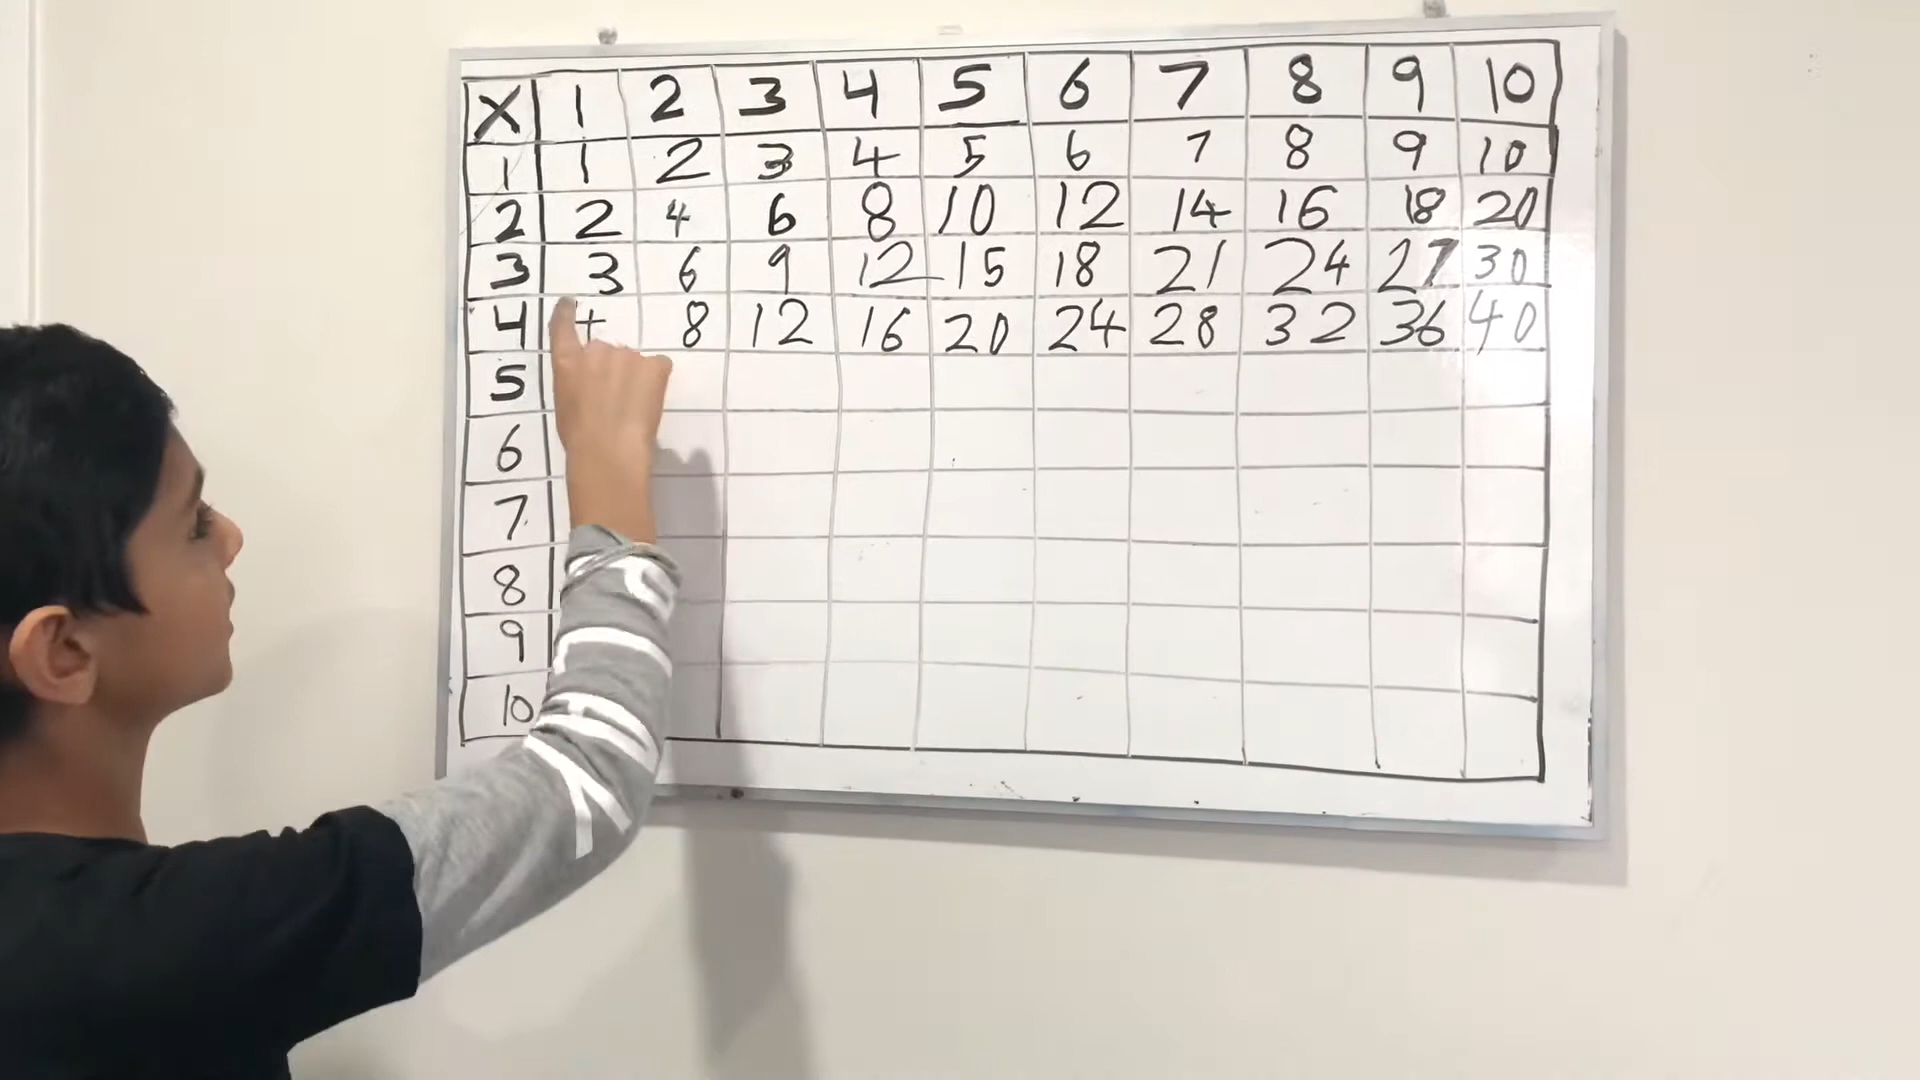 X 1 2 3 4 5 6 7 8 9 10
1 1 2 3 4 5 6 7 8 9 10
2 2 4 6 8 10 12 14 16 18 20
3 3 6 9 12 15 18 21 24 27 30
4 4 8 12 16 20 24 28 32 36 40
5
6
7
8
9
10